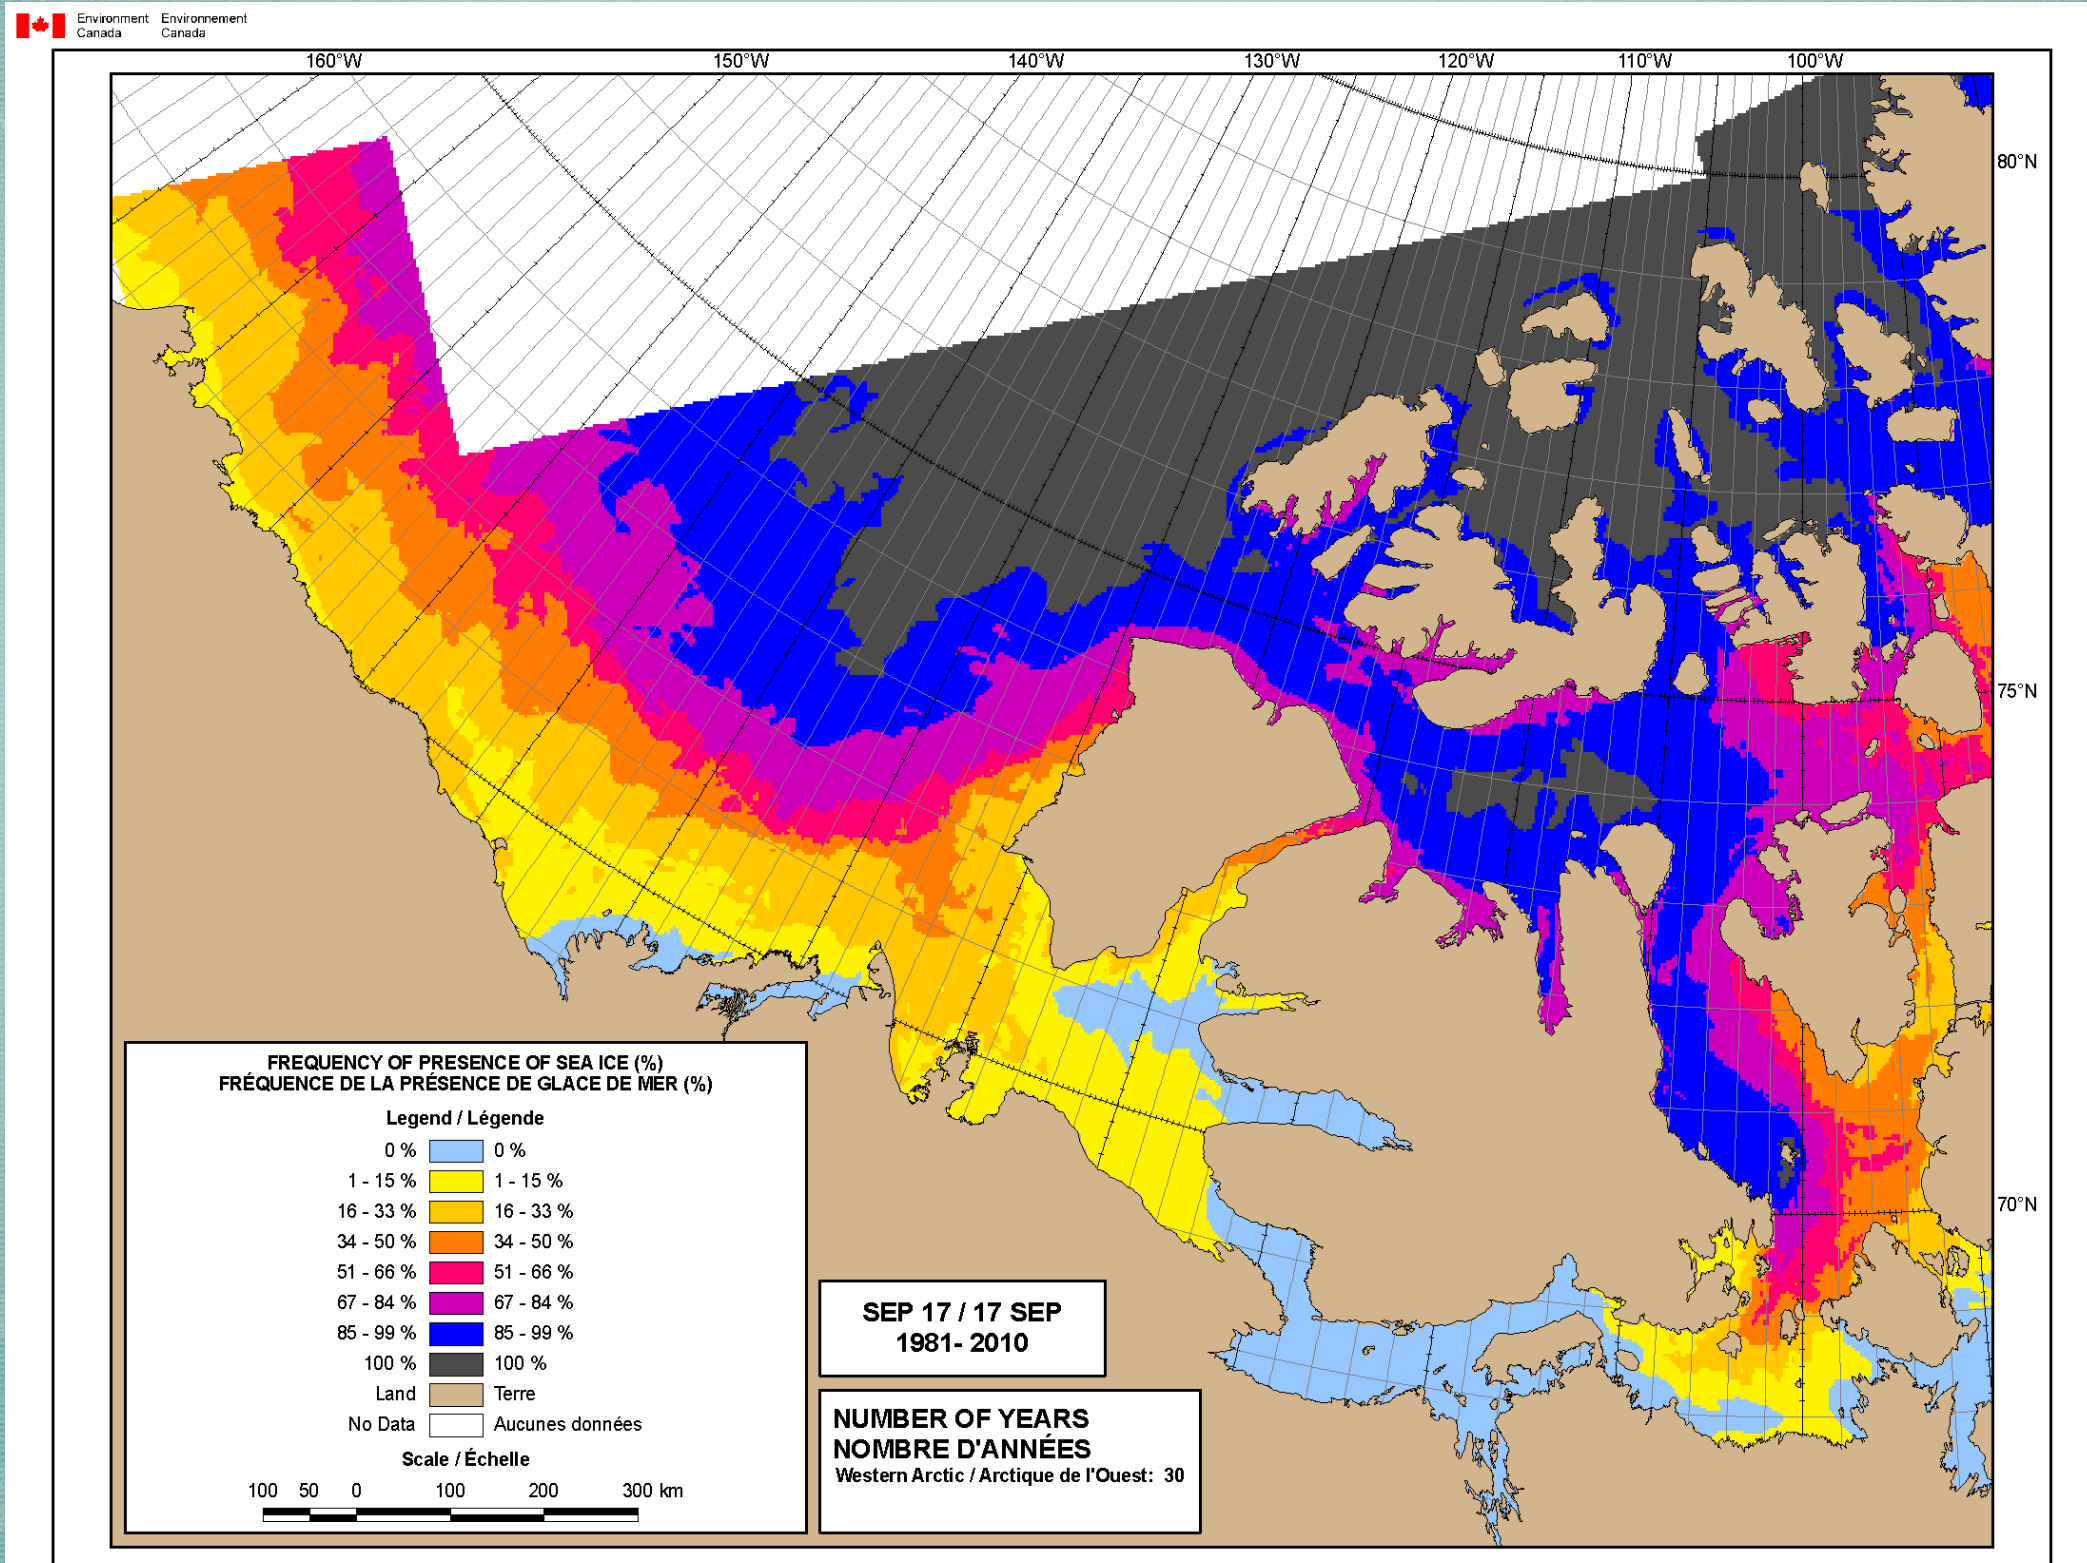 Environment Environnement
Canada Canada
160°W 150°W 140°W 130°W 120°W 110°W 100°W
80°N
75°N
70°N
FREQUENCY OF PRESENCE OF SEA ICE (%)
FRÉQUENCE DE LA PRÉSENCE DE GLACE DE MER (%)
Legend / Légende
0 % 0 %
1 - 15 % 1 - 15 %
16 - 33 % 16 - 33 %
34 - 50 % 34 - 50 %
51 - 66 % 51 - 66 %
67 - 84 % 67 - 84 %
85 - 99 % 85 - 99 %
100 % 100 %
Land Terre
No Data Aucunes données
Scale / Échelle
100 50 0 100 200 300 km
SEP 17 / 17 SEP
1981- 2010
NUMBER OF YEARS
NOMBRE D'ANNÉES
Western Arctic / Arctique de l'Ouest: 30